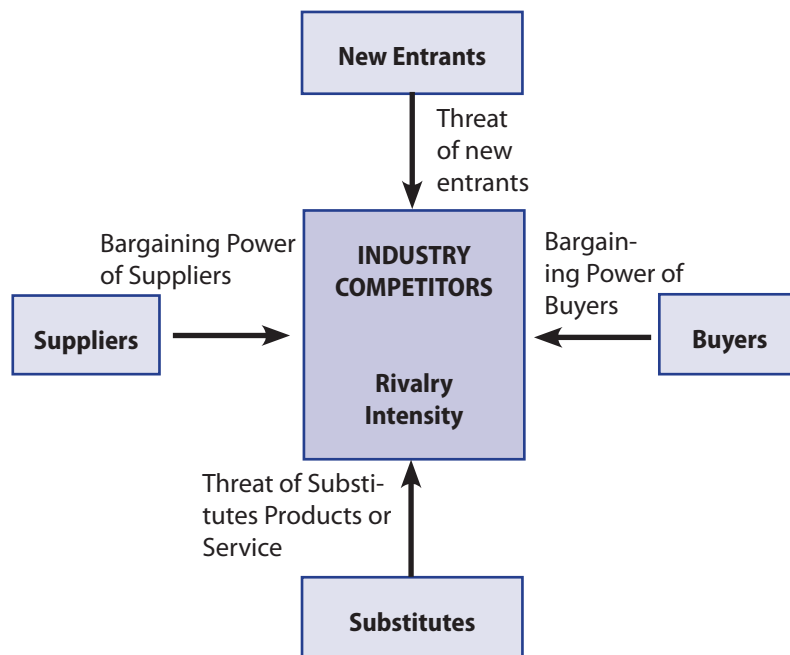 New Entrants
Threat
of new
entrants
Bargaining Power
of Suppliers
INDUSTRY
COMPETITORS
Bargain-
ing Power of
Buyers
Suppliers
Buyers
Rivalry
Intensity
Threat of Substi-
tutes Products or
Service
Substitutes